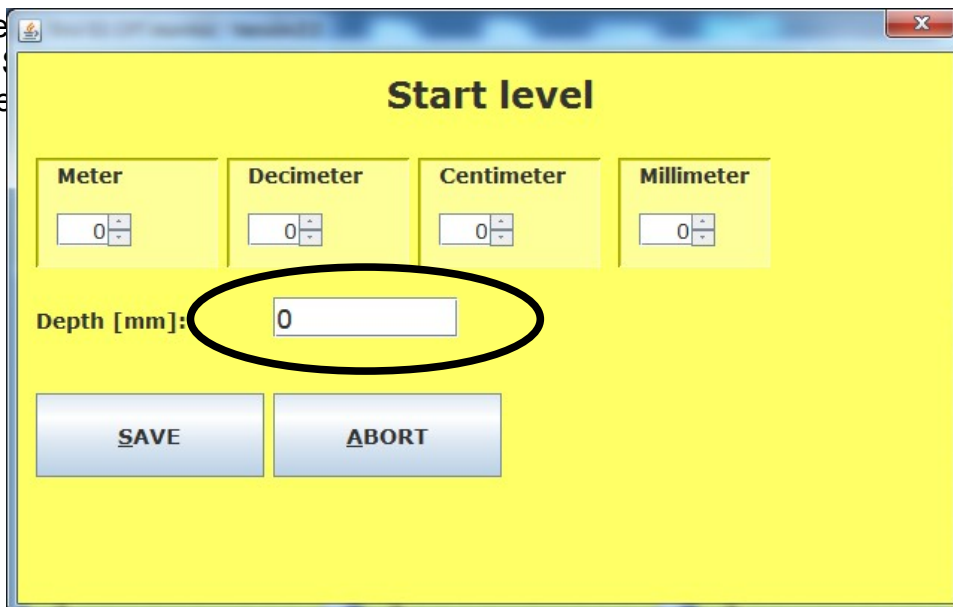 Start level
Meter Decimeter Centimeter Millimeter
0 0 0 0
Depth [mm]: 0
SAVE ABORT